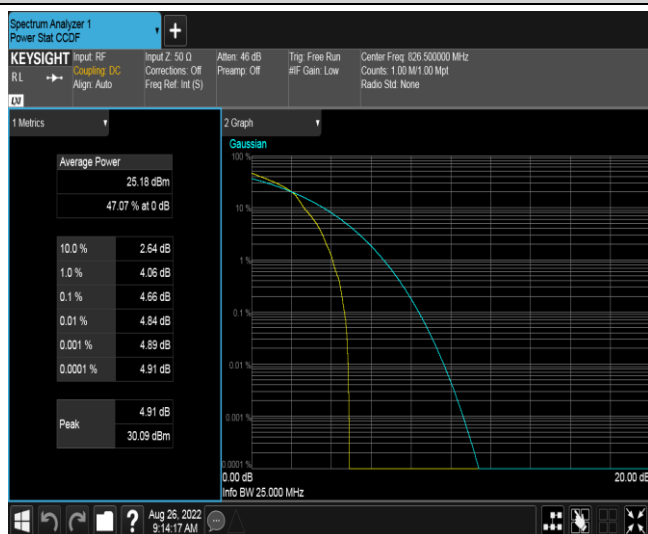 Spectrum Analyzer 1
Power Stat CCDF
+
KEYSIGHT
R L
LXI
Input: RF
Coupling: DC
Align: Auto
Input Z: 50 Ω
Corrections: Off
Freq Ref: Int (S)
Atten: 46 dB
Preamp: Off
Trig: Free Run
#IF Gain: Low
Center Freq: 826.500000 MHz
Counts: 1.00 M/1.00 Mpt
Radio Std: None
1 Metrics
Average Power
25.18 dBm
47.07 % at 0 dB
10.0 % 2.64 dB
1.0 % 4.06 dB
0.1 % 4.66 dB
0.01 % 4.84 dB
0.001 % 4.89 dB
0.0001 % 4.91 dB
Peak
4.91 dB
30.09 dBm
2 Graph
Gaussian
100 %
10 %
1 %
0.1 %
0.01 %
0.001 %
0.0001 %
0.00 dB 20.00 dB
Info BW 25.000 MHz
?
Aug 26, 2022
9:14:17 AM